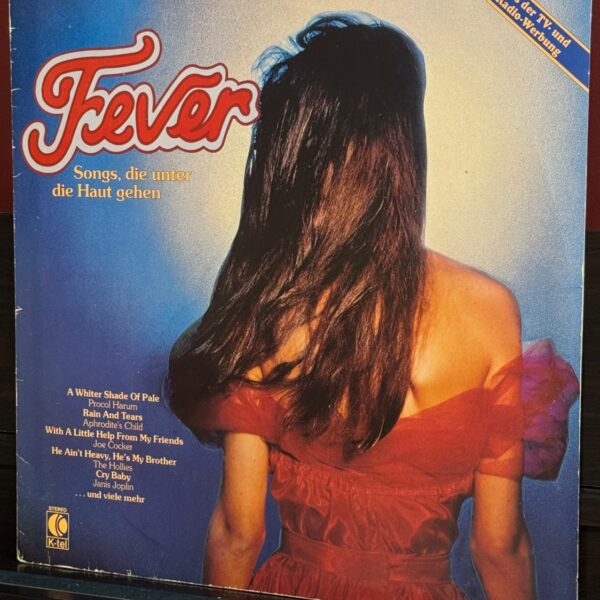 s der TV- und
Radio-Werbung
Fever
Songs, die unter
die Haut gehen
A Whiter Shade Of Pale
Procol Harum
Rain And Tears
Aphrodite's Child
With A Little Help From My Friends
Joe Cocker
He Ain't Heavy, He's My Brother
The Hollies
Cry Baby
Janis Joplin
...und viele mehr
STEREO
K-tel